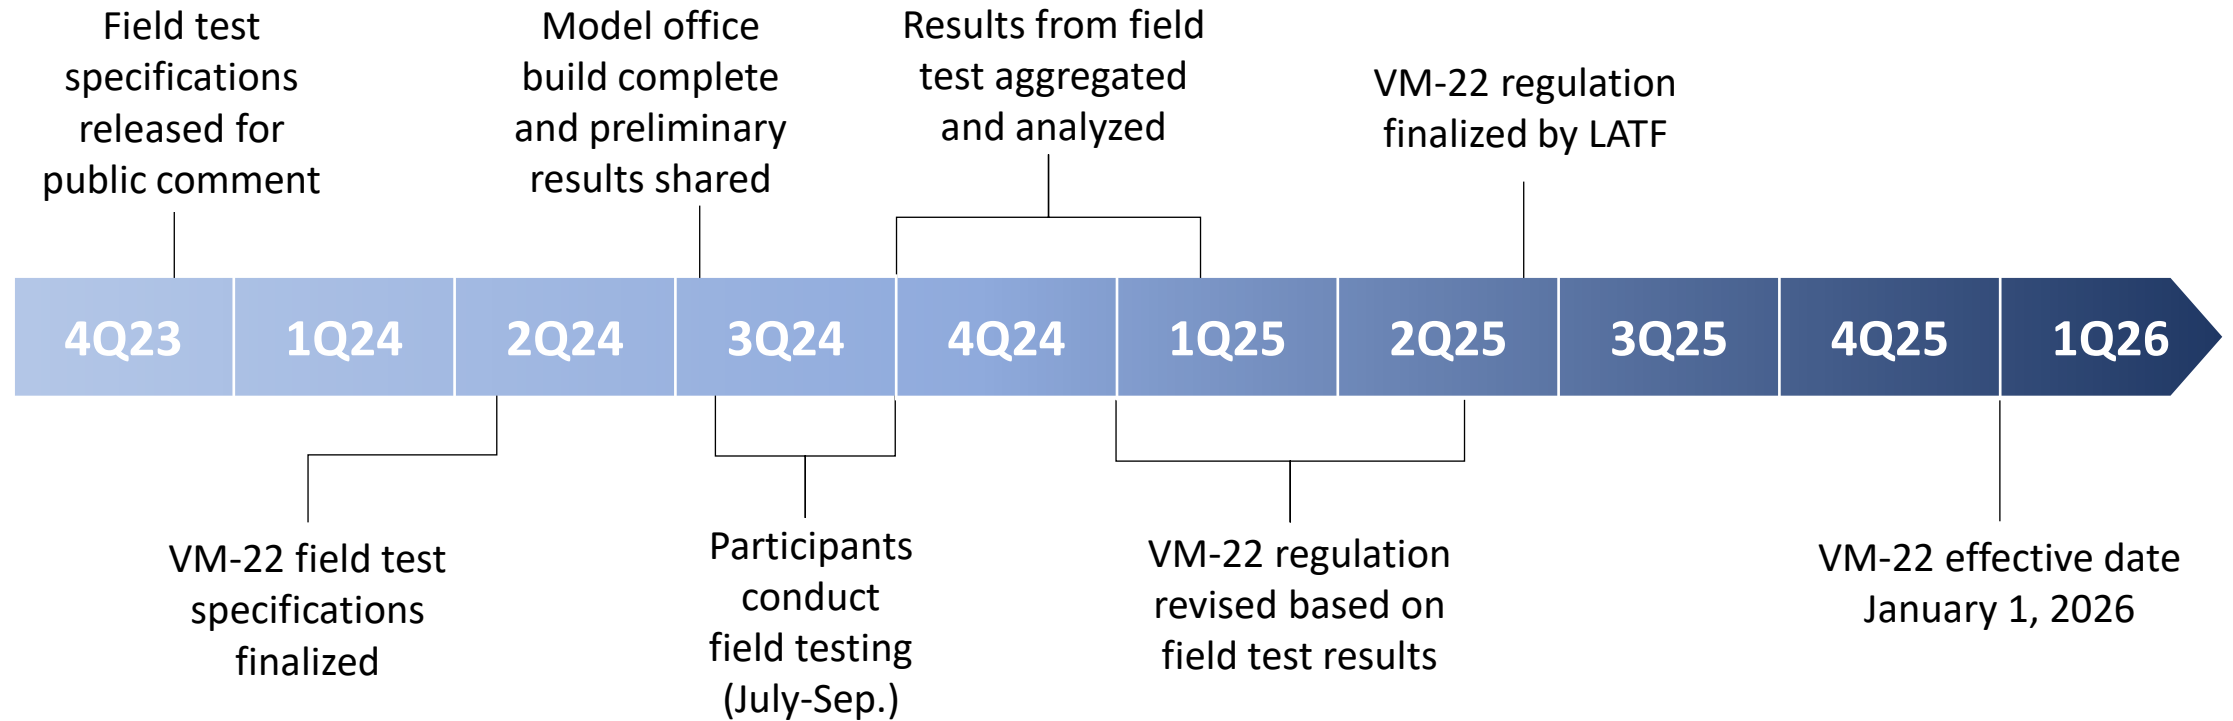 Field test
specifications
released for
public comment
Model office
build complete
and preliminary
results shared
Results from field
test aggregated
and analyzed
VM-22 regulation
finalized by LATF
4Q23
1Q24
2Q24
3Q24
4Q24
1Q25
2Q25
3Q25
4Q25
1Q26
VM-22 field test
specifications
finalized
Participants
conduct
field testing
(July-Sep.)
VM-22 regulation
revised based on
field test results
VM-22 effective date
January 1, 2026